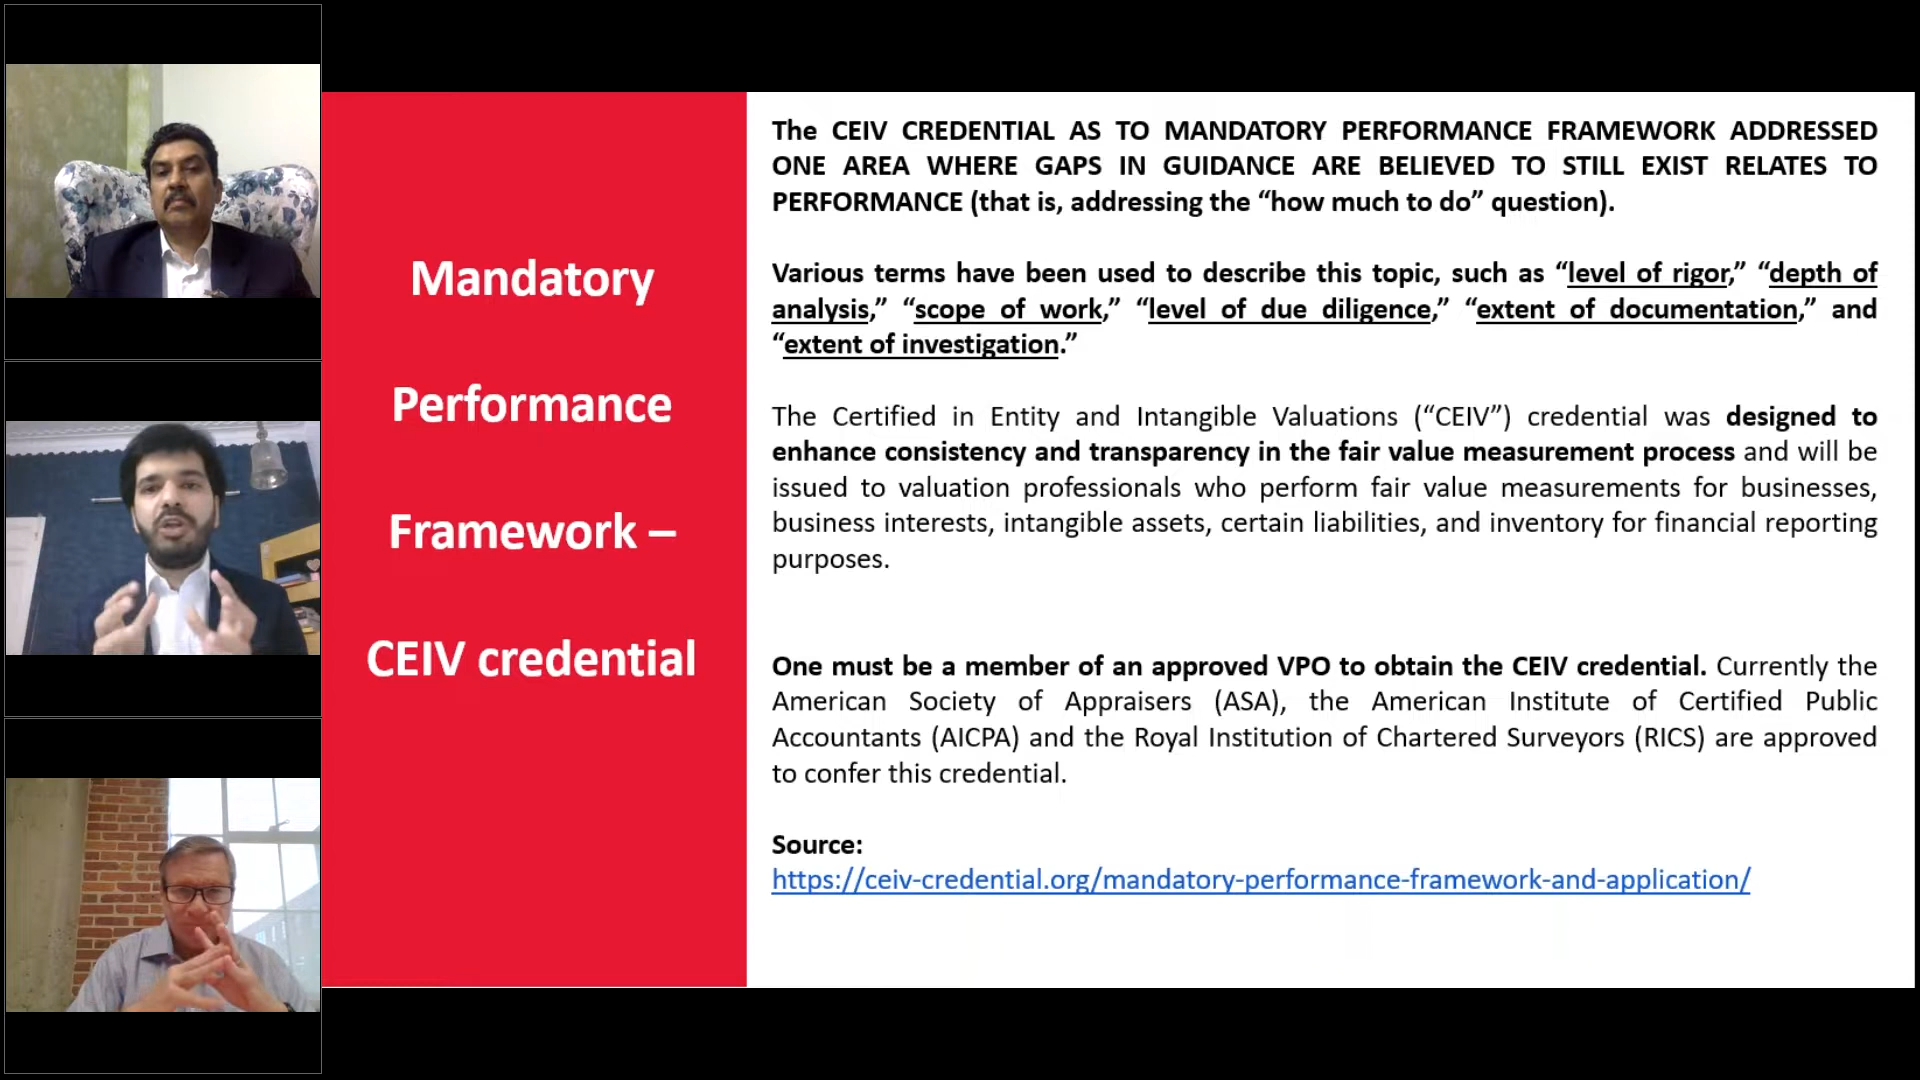 Mandatory
Performance
Framework –
CEIV credential
The CEIV CREDENTIAL AS TO MANDATORY PERFORMANCE FRAMEWORK ADDRESSED
ONE AREA WHERE GAPS IN GUIDANCE ARE BELIEVED TO STILL EXIST RELATES TO
PERFORMANCE (that is, addressing the “how much to do” question).
Various terms have been used to describe this topic, such as “level of rigor,” “depth of
analysis,” “scope of work,” “level of due diligence,” “extent of documentation,” and
“extent of investigation.”
The Certified in Entity and Intangible Valuations (“CEIV”) credential was designed to
enhance consistency and transparency in the fair value measurement process and will be
issued to valuation professionals who perform fair value measurements for businesses,
business interests, intangible assets, certain liabilities, and inventory for financial reporting
purposes.
One must be a member of an approved VPO to obtain the CEIV credential. Currently the
American Society of Appraisers (ASA), the American Institute of Certified Public
Accountants (AICPA) and the Royal Institution of Chartered Surveyors (RICS) are approved
to confer this credential.
Source:
https://ceiv-credential.org/mandatory-performance-framework-and-application/